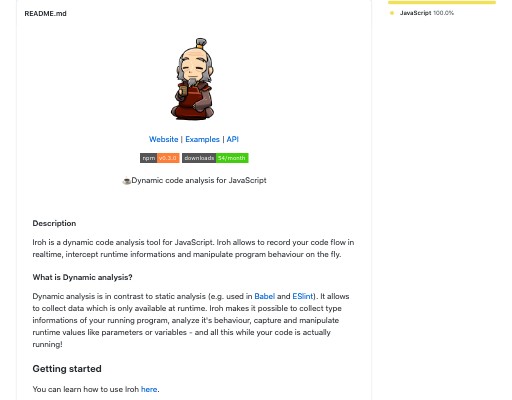 README.md
JavaScript 100.0%
Website | Examples | API
npm v0.3.0 downloads 54/month
☕Dynamic code analysis for JavaScript
Description
Iroh is a dynamic code analysis tool for JavaScript. Iroh allows to record your code flow in
realtime, intercept runtime informations and manipulate program behaviour on the fly.
What is Dynamic analysis?
Dynamic analysis is in contrast to static analysis (e.g. used in Babel and ESlint). It allows
to collect data which is only available at runtime. Iroh makes it possible to collect type
informations of your running program, analyze it's behaviour, capture and manipulate
runtime values like parameters or variables - and all this while your code is actually
running!
Getting started
You can learn how to use Iroh here.